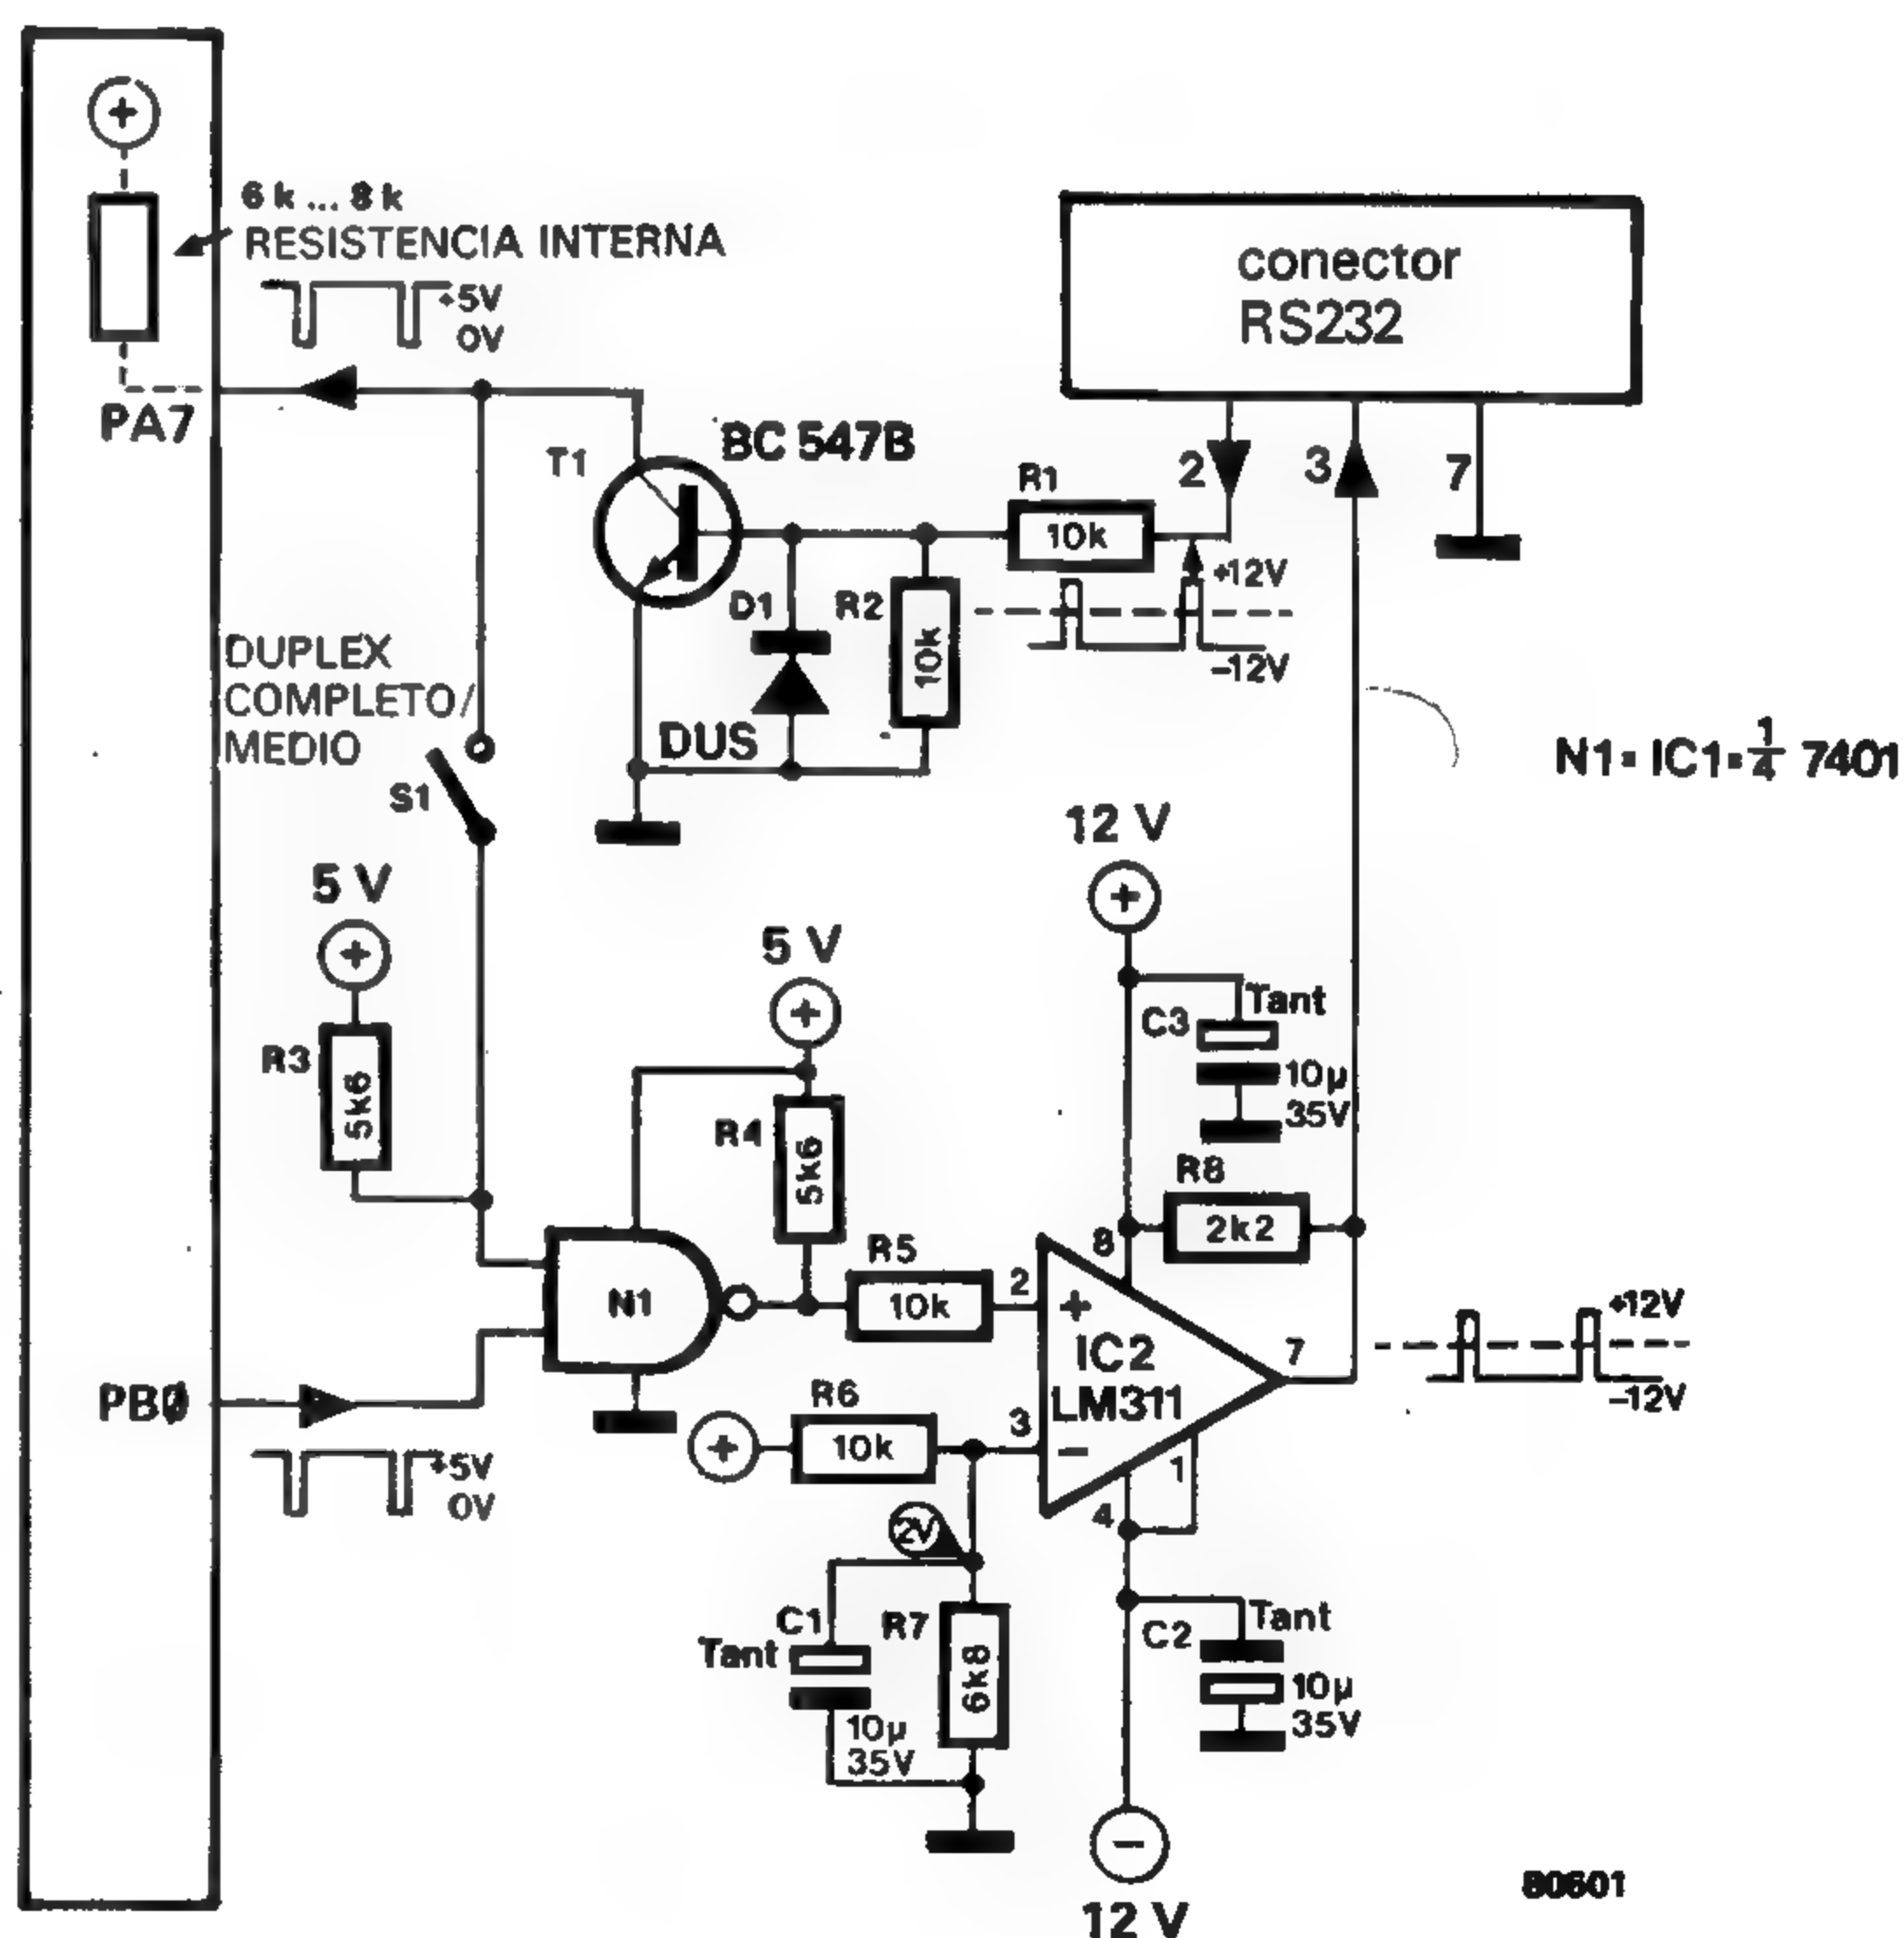 6k ... 8k
RESISTENCIA INTERNA
+5V
0V
PA7
conector
RS232
2
3
7
T1
BC 547B
R1
10k
+12V
-12V
D1
R2
10k
DUS
DUPLEX
COMPLETO/
MEDIO
S1
N1= IC1=1/4 7401
12 V
5 V
5 V
R3
5k6
R4
5k6
C3
Tant
10µ
35V
R8
2k2
8
N1
R5
10k
2
+
IC2
LM311
7
+12V
-12V
PBØ
+5V
0V
R6
10k
3
−
1
4
2V
C1
Tant
10µ
35V
R7
6k8
C2
Tant
10µ
35V
12 V
80601